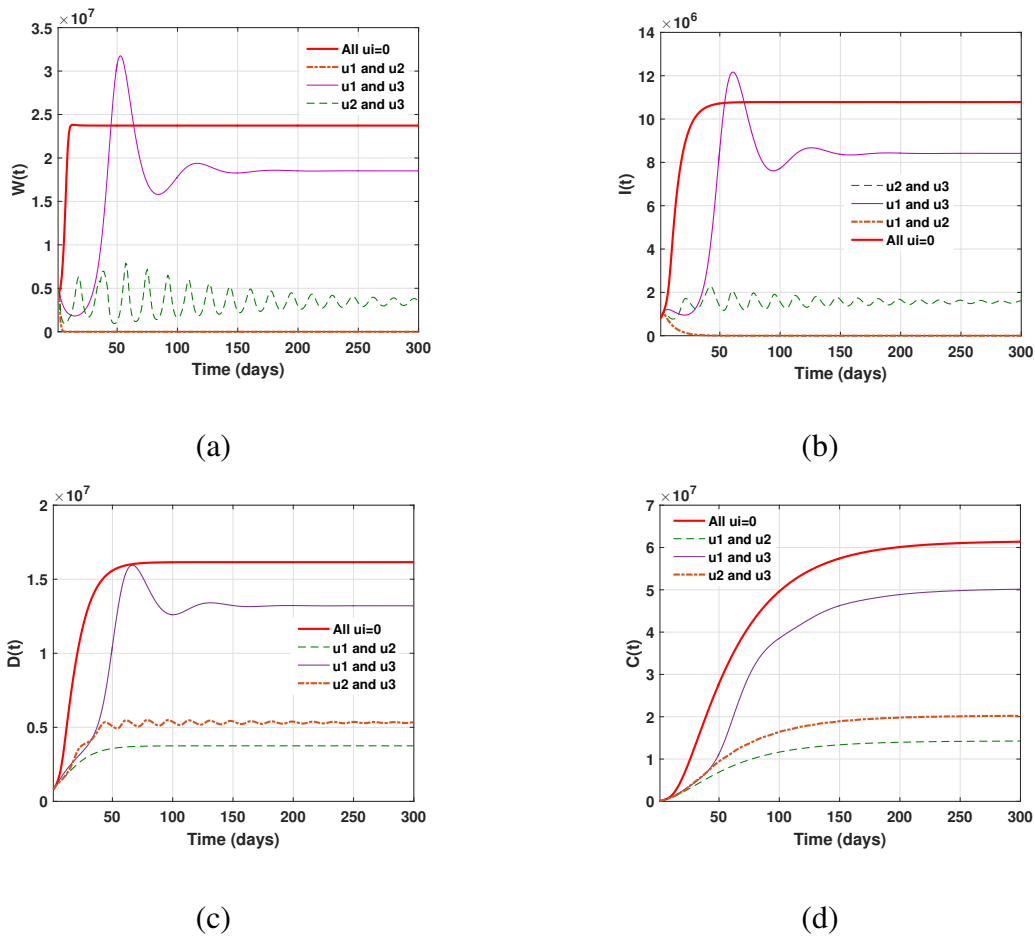 ×10^7
3.5
3
2.5
2
1.5
1
0.5
0
50 100 150 200 250 300
W(t)
Time (days)
All ui=0
u1 and u2
u1 and u3
u2 and u3
(a)
×10^6
14
12
10
8
6
4
2
0
50 100 150 200 250 300
I(t)
Time (days)
u2 and u3
u1 and u3
u1 and u2
All ui=0
(b)
×10^7
2
1.5
1
0.5
0
50 100 150 200 250 300
D(t)
Time (days)
All ui=0
u1 and u2
u1 and u3
u2 and u3
(c)
×10^7
7
6
5
4
3
2
1
0
50 100 150 200 250 300
C(t)
Time (days)
All ui=0
u1 and u2
u1 and u3
u2 and u3
(d)